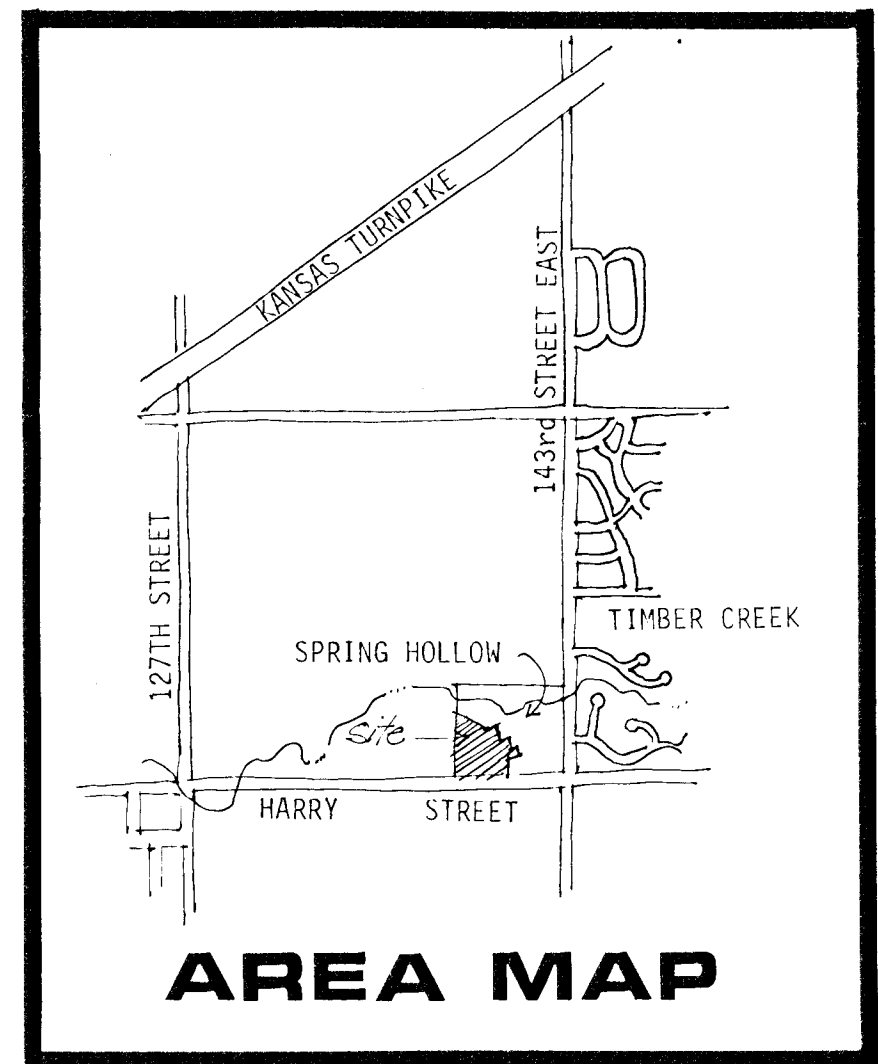 KANSAS TURNPIKE
143rd STREET EAST
127TH STREET
TIMBER CREEK
SPRING HOLLOW
Site
HARRY STREET
AREA MAP